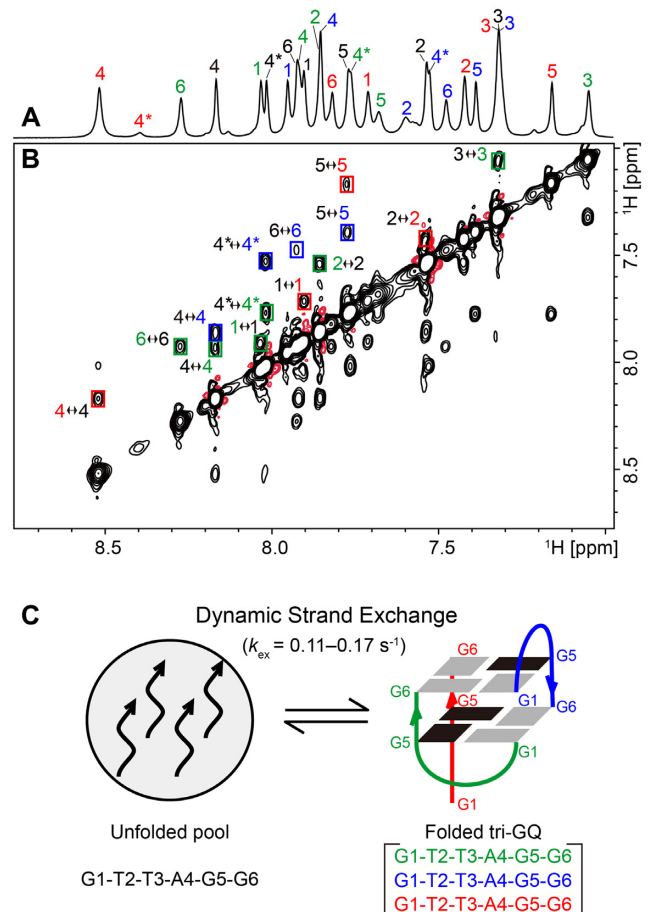 2 4
3
4 4* 6 4 5 4* 2 4* 3 3
4 6 1 1 1 2 5 5 3
4* 6 1 5 2 6
A
B
5↔5
3↔3
5↔5
6↔6
2↔2
4*↔4*
2↔2
1↔1
4*↔4*
4↔4
1↔1
6↔6
4↔4
4↔4
¹H [ppm]
7.5
8.0
8.5
8.5 8.0 7.5 ¹H [ppm]
C
Dynamic Strand Exchange
(kex = 0.11–0.17 s⁻¹)
G6
G5
G6 G1
G5 G6
G5 G1
G1
Unfolded pool
Folded tri-GQ
G1-T2-T3-A4-G5-G6
G1-T2-T3-A4-G5-G6
G1-T2-T3-A4-G5-G6
G1-T2-T3-A4-G5-G6